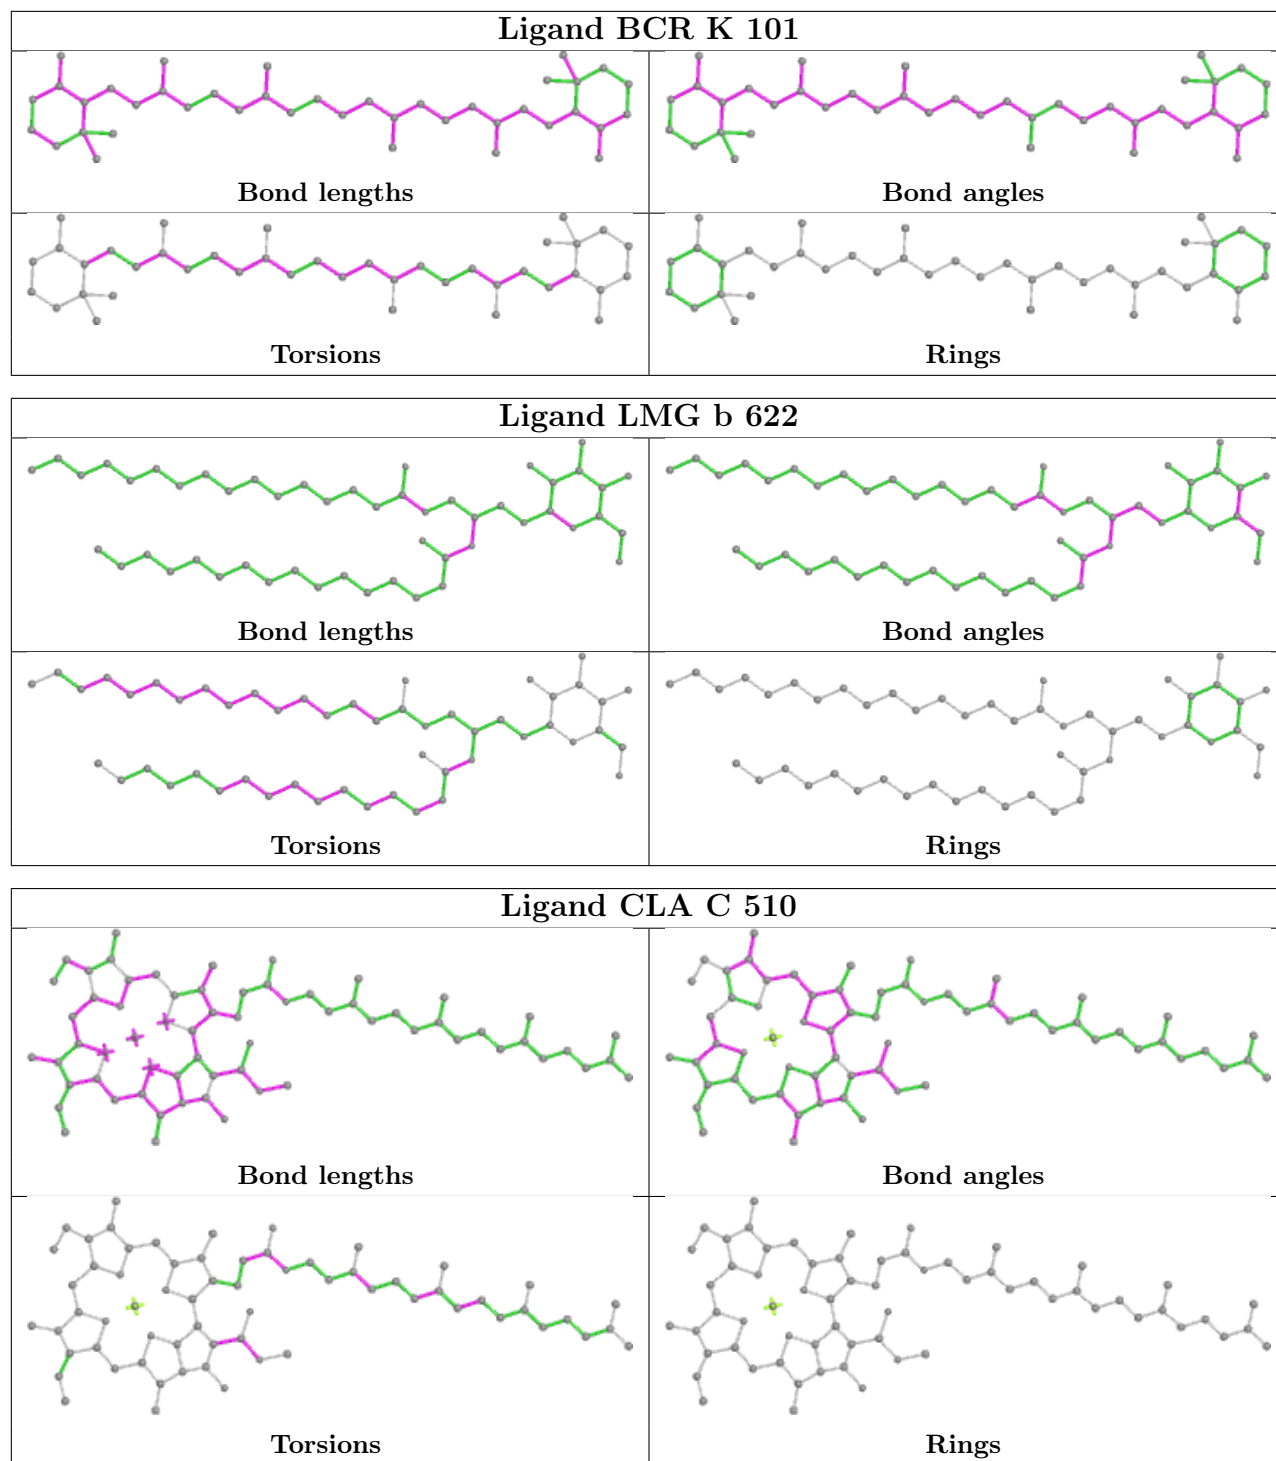 Ligand BCR K 101
Bond lengths
Bond angles
Torsions
Rings
Ligand LMG b 622
Bond lengths
Bond angles
Torsions
Rings
Ligand CLA C 510
Bond lengths
Bond angles
Torsions
Rings